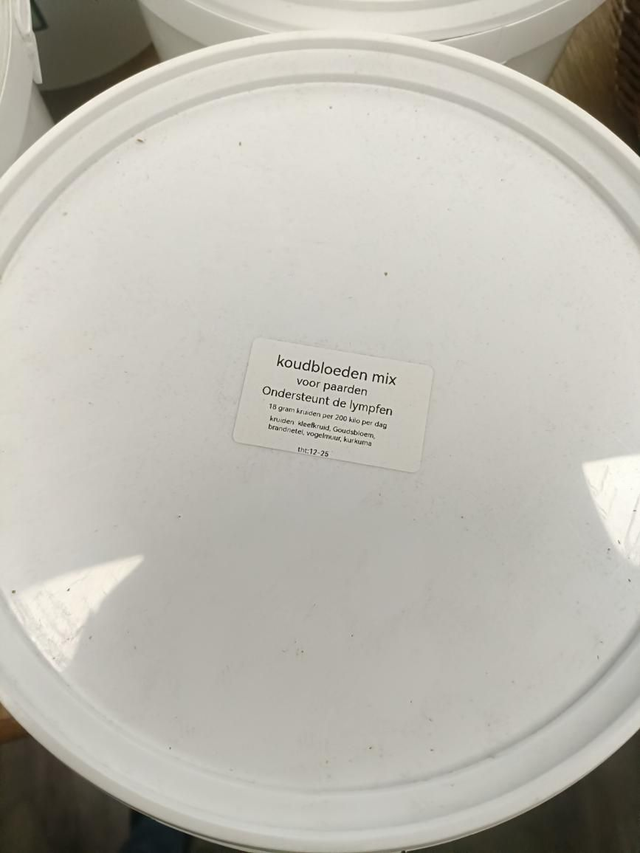 koudbloeden mix
voor paarden
Ondersteunt de lympfen
18 gram kruiden per 200 kilo per dag
kruiden: kleefkruid, Goudsbloem,
brandnetel, vogelmuur, kurkuma
tht:12-25